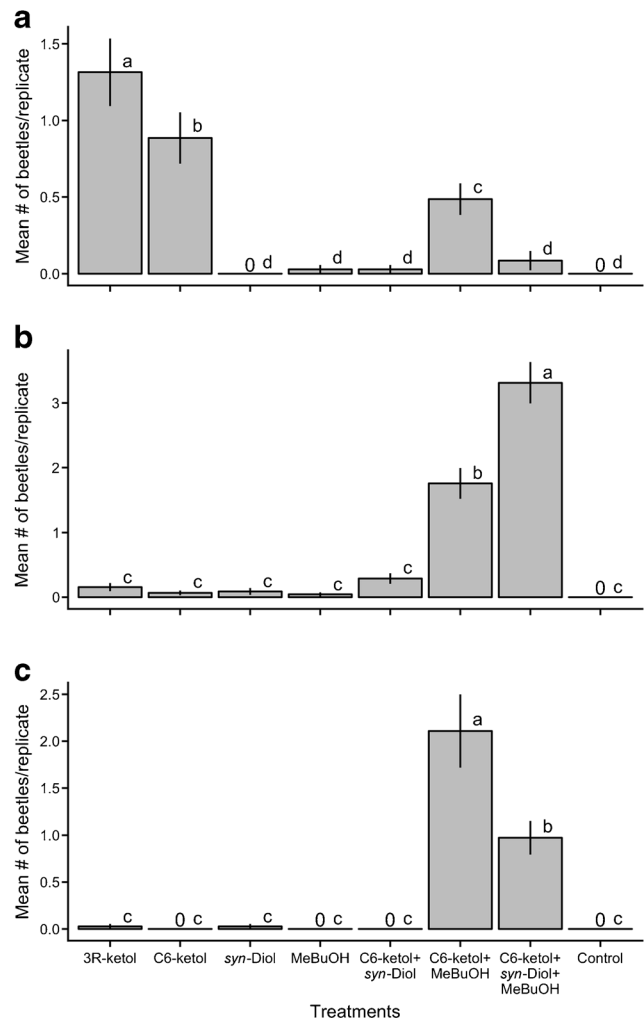 a
Mean # of beetles/replicate
1.5
1.0
0.5
0.0
a
b
0 d
d
d
c
d
0 d
b
Mean # of beetles/replicate
3
2
1
0
c
c
c
c
c
b
a
0 c
c
Mean # of beetles/replicate
2.5
2.0
1.5
1.0
0.5
0.0
c
0 c
c
0 c
0 c
a
b
0 c
3R-ketol
C6-ketol
syn-Diol
MeBuOH
C6-ketol+
syn-Diol
C6-ketol+
MeBuOH
C6-ketol+
syn-Diol+
MeBuOH
Control
Treatments